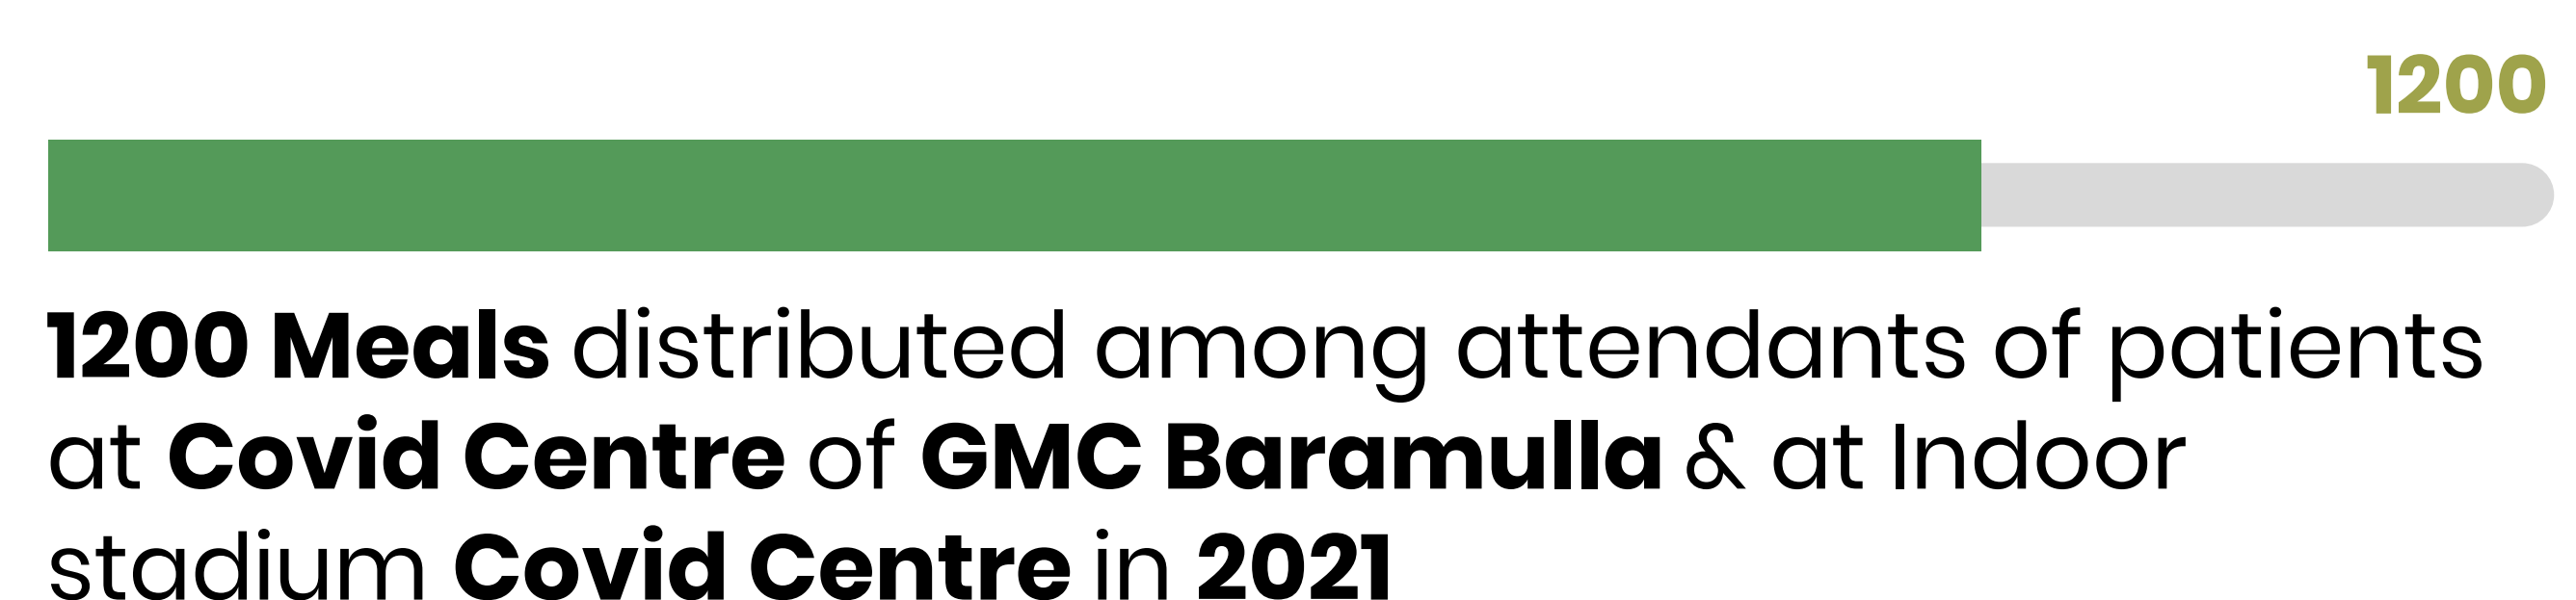 1200
1200 Meals distributed among attendants of patients
at Covid Centre of GMC Baramulla & at Indoor
stadium Covid Centre in 2021